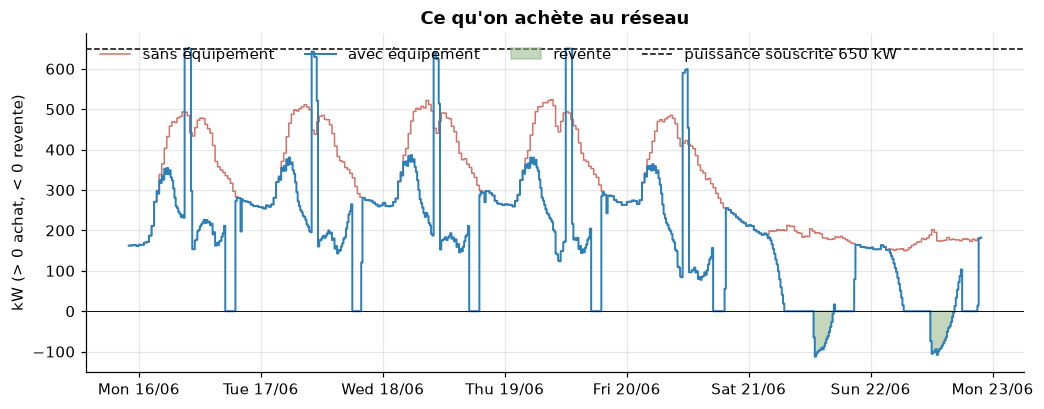 Ce qu'on achète au réseau
sans équipement
avec équipement
revente
puissance souscrite 650 kW
kW (> 0 achat, < 0 revente)
600
500
400
300
200
100
0
−100
Mon 16/06
Tue 17/06
Wed 18/06
Thu 19/06
Fri 20/06
Sat 21/06
Sun 22/06
Mon 23/06